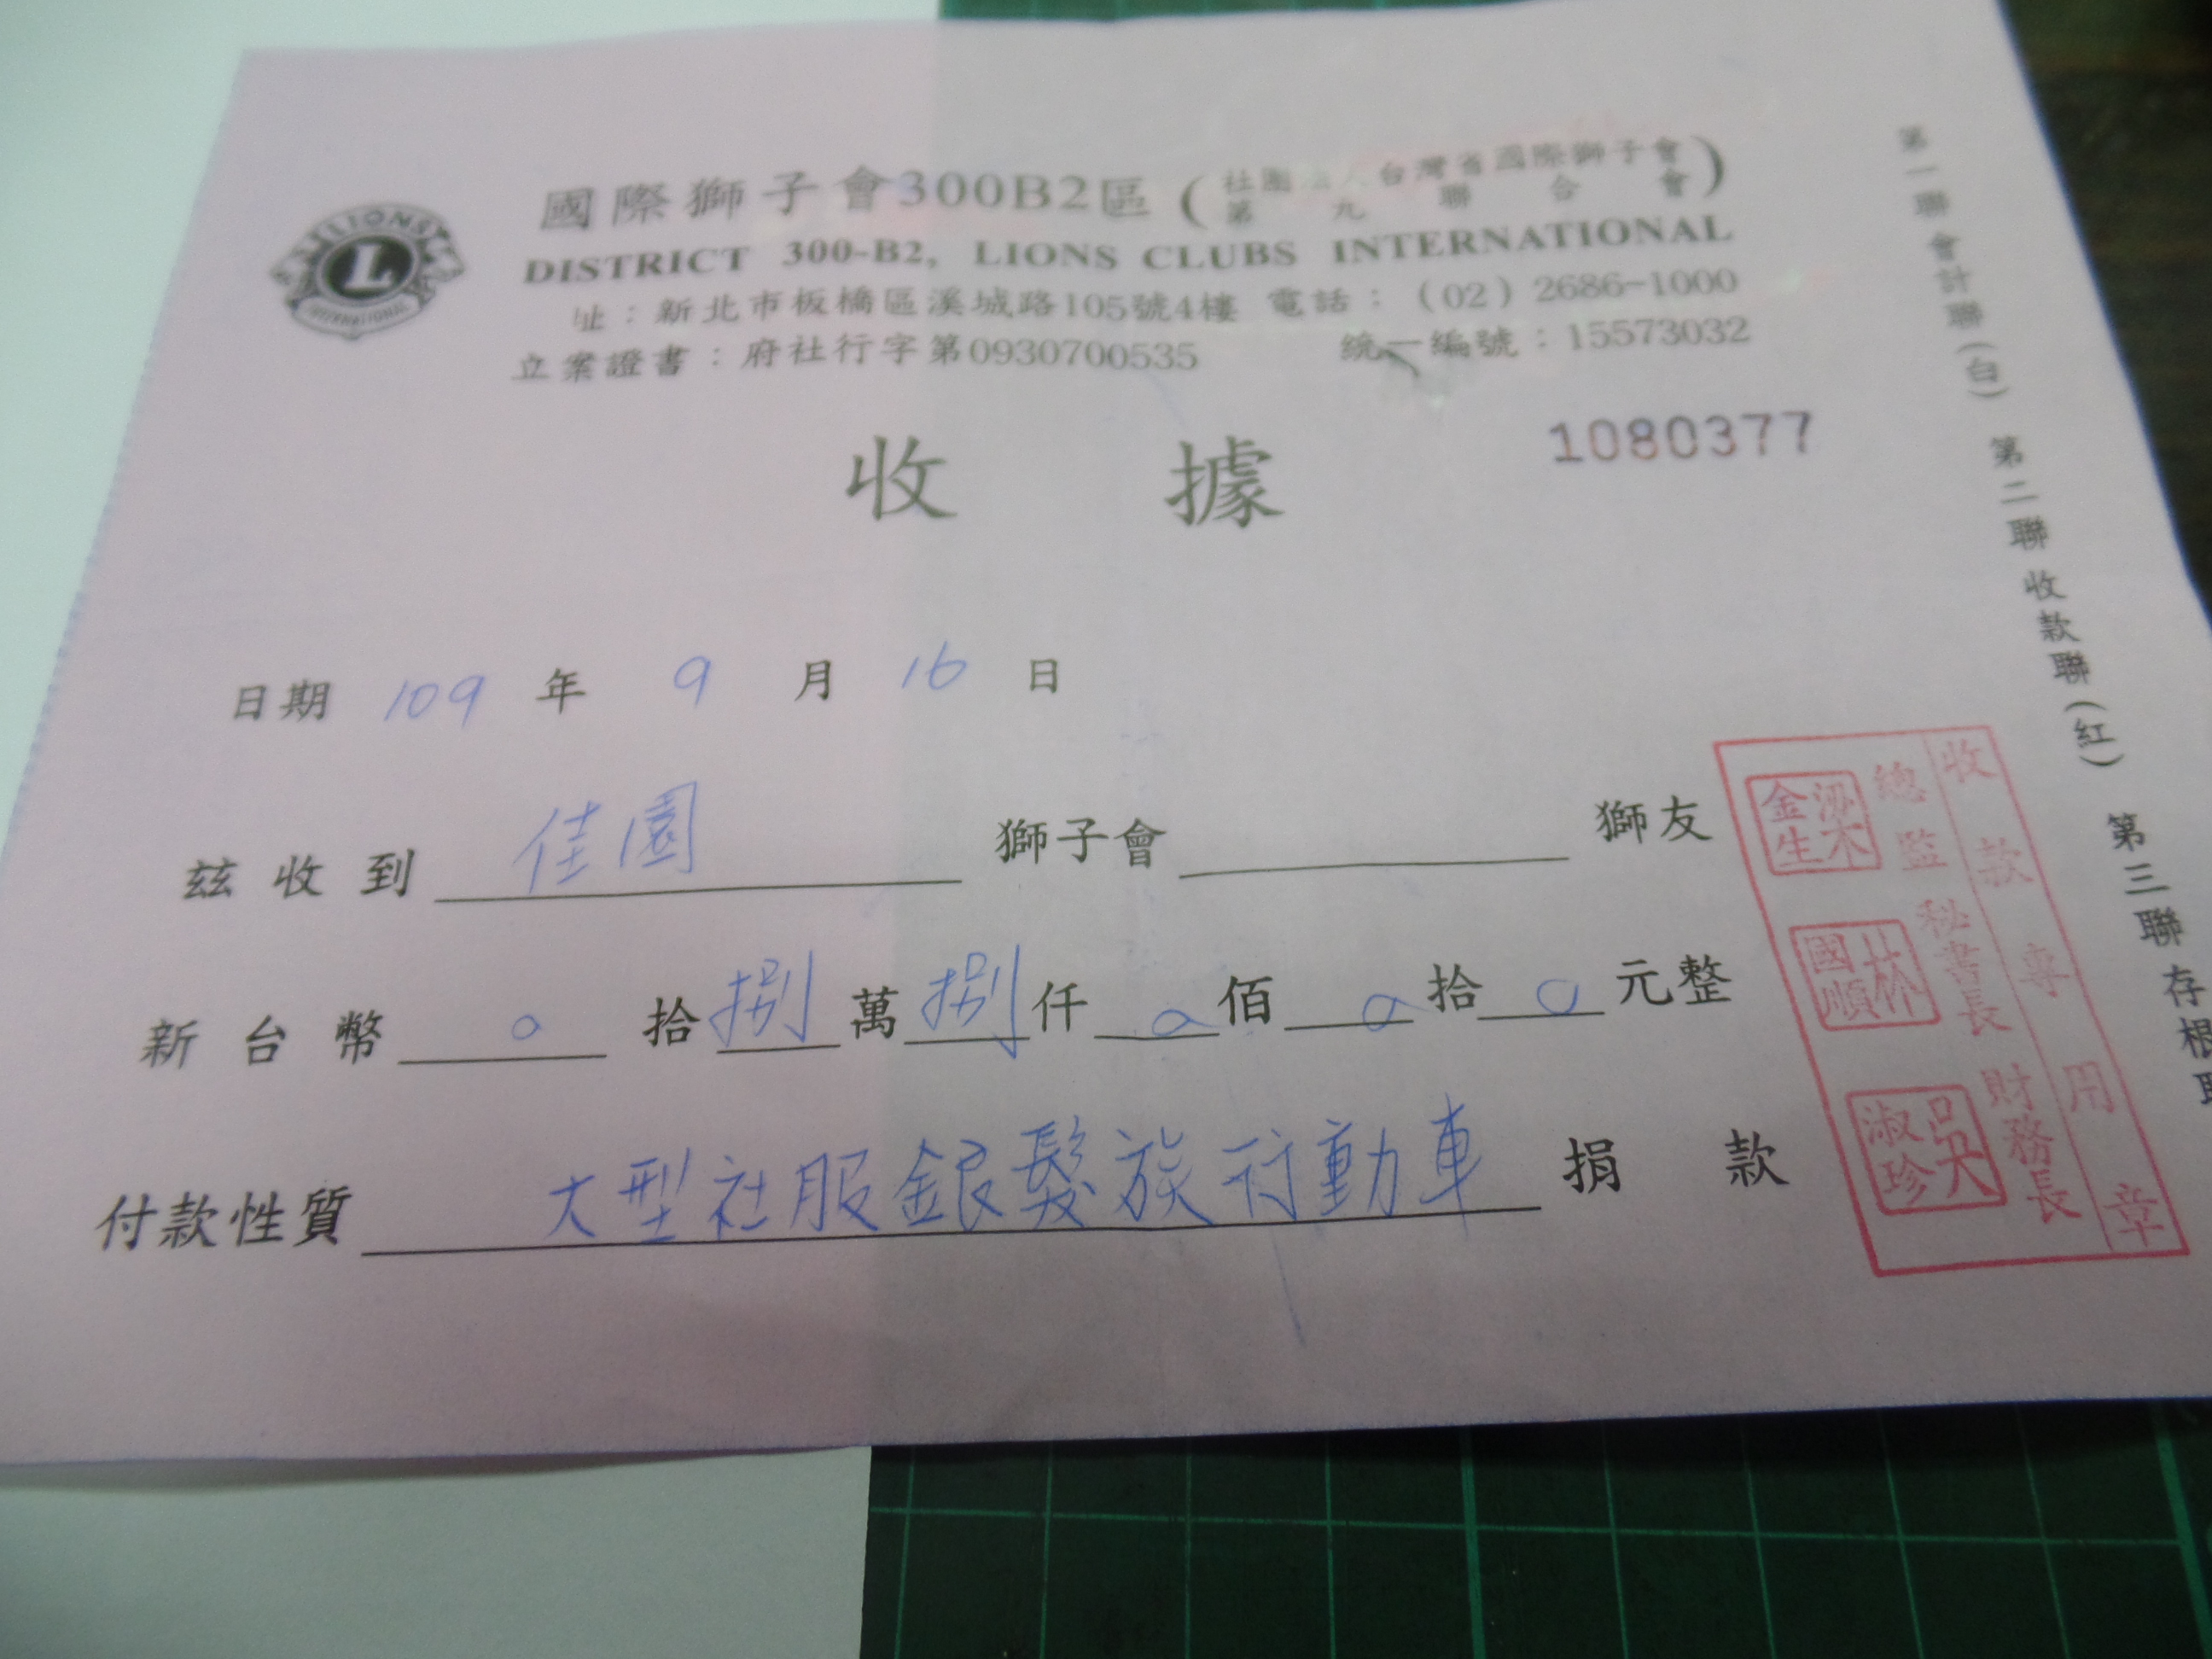 國際獅子會300B2區(社團法人台灣省國際獅子會第九聯合會)
DISTRICT 300-B2, LIONS CLUBS INTERNATIONAL
址：新北市板橋區溪城路105號4樓 電話：(02)2686-1000
立案證書：府社行字第0930700535 統一編號：15573032
LIONS
L
INTERNATIONAL
收據
1080377
日期 109 年 9 月 16 日
茲收到 佳園 獅子會 獅友
新台幣 0 拾 捌 萬 捌 仟 0 佰 0 拾 0 元整
付款性質 大型社服銀髮族行動車 捐款
收款專用章
總監 梁金生
秘書長 林國順
財務長 吳淑珍
第一聯會計聯(白) 第二聯收款聯(紅) 第三聯存根